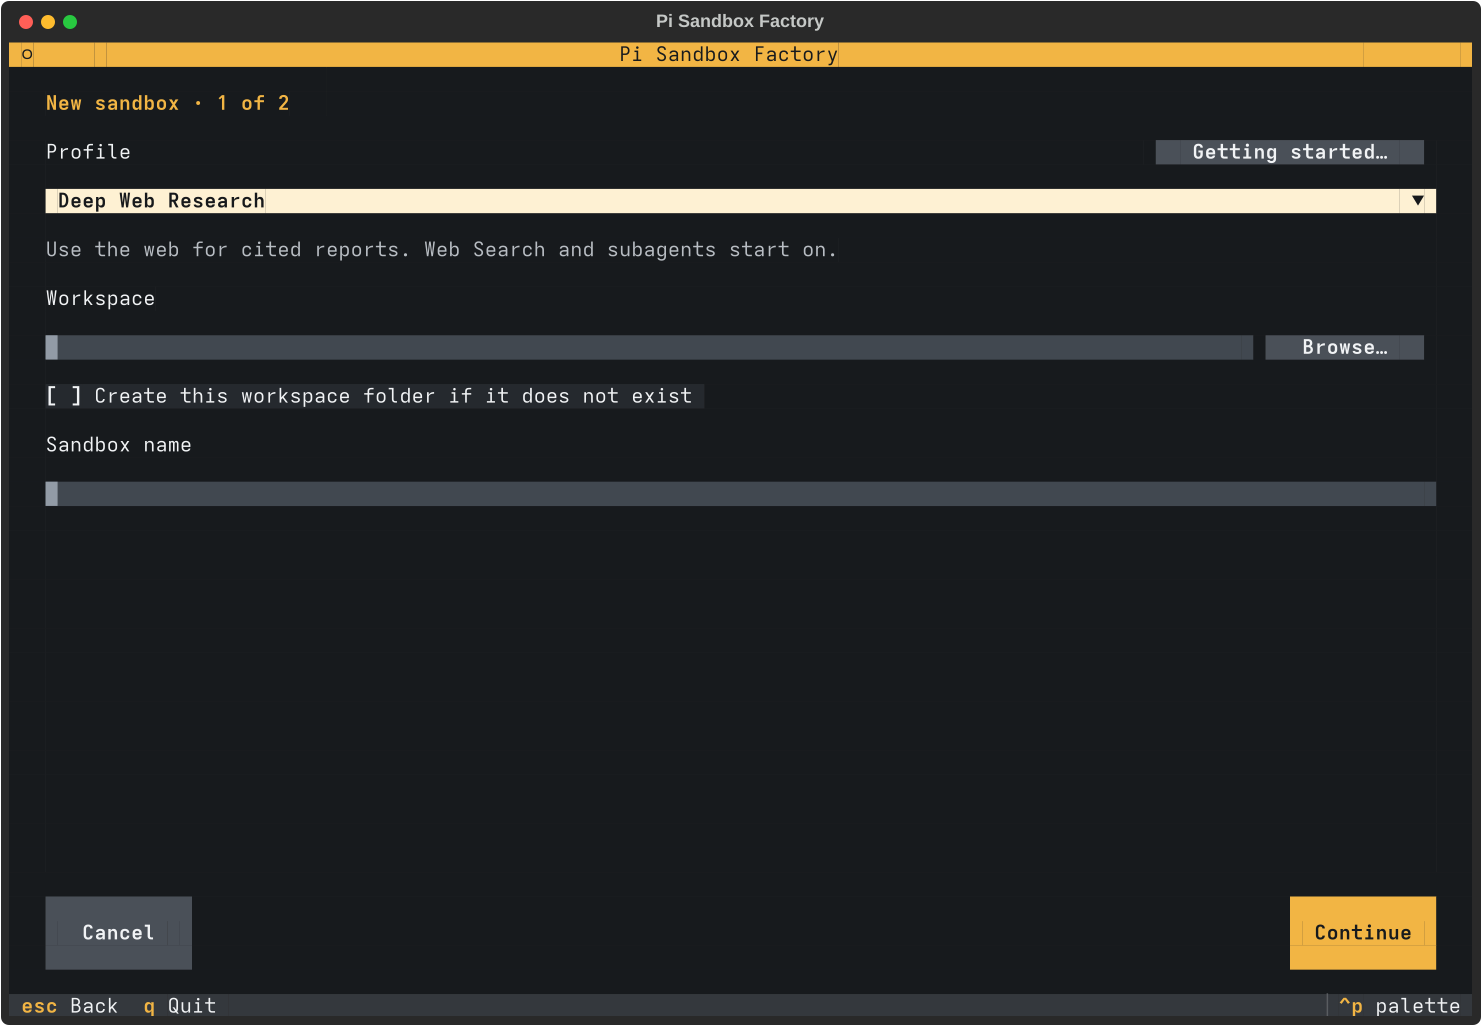 Pi Sandbox Factory
Pi Sandbox Factory
New sandbox · 1 of 2
Profile
Getting started…
Deep Web Research ▼
Use the web for cited reports. Web Search and subagents start on.
Workspace
Browse…
[ ] Create this workspace folder if it does not exist
Sandbox name
Cancel
Continue
esc Back q Quit
^p palette